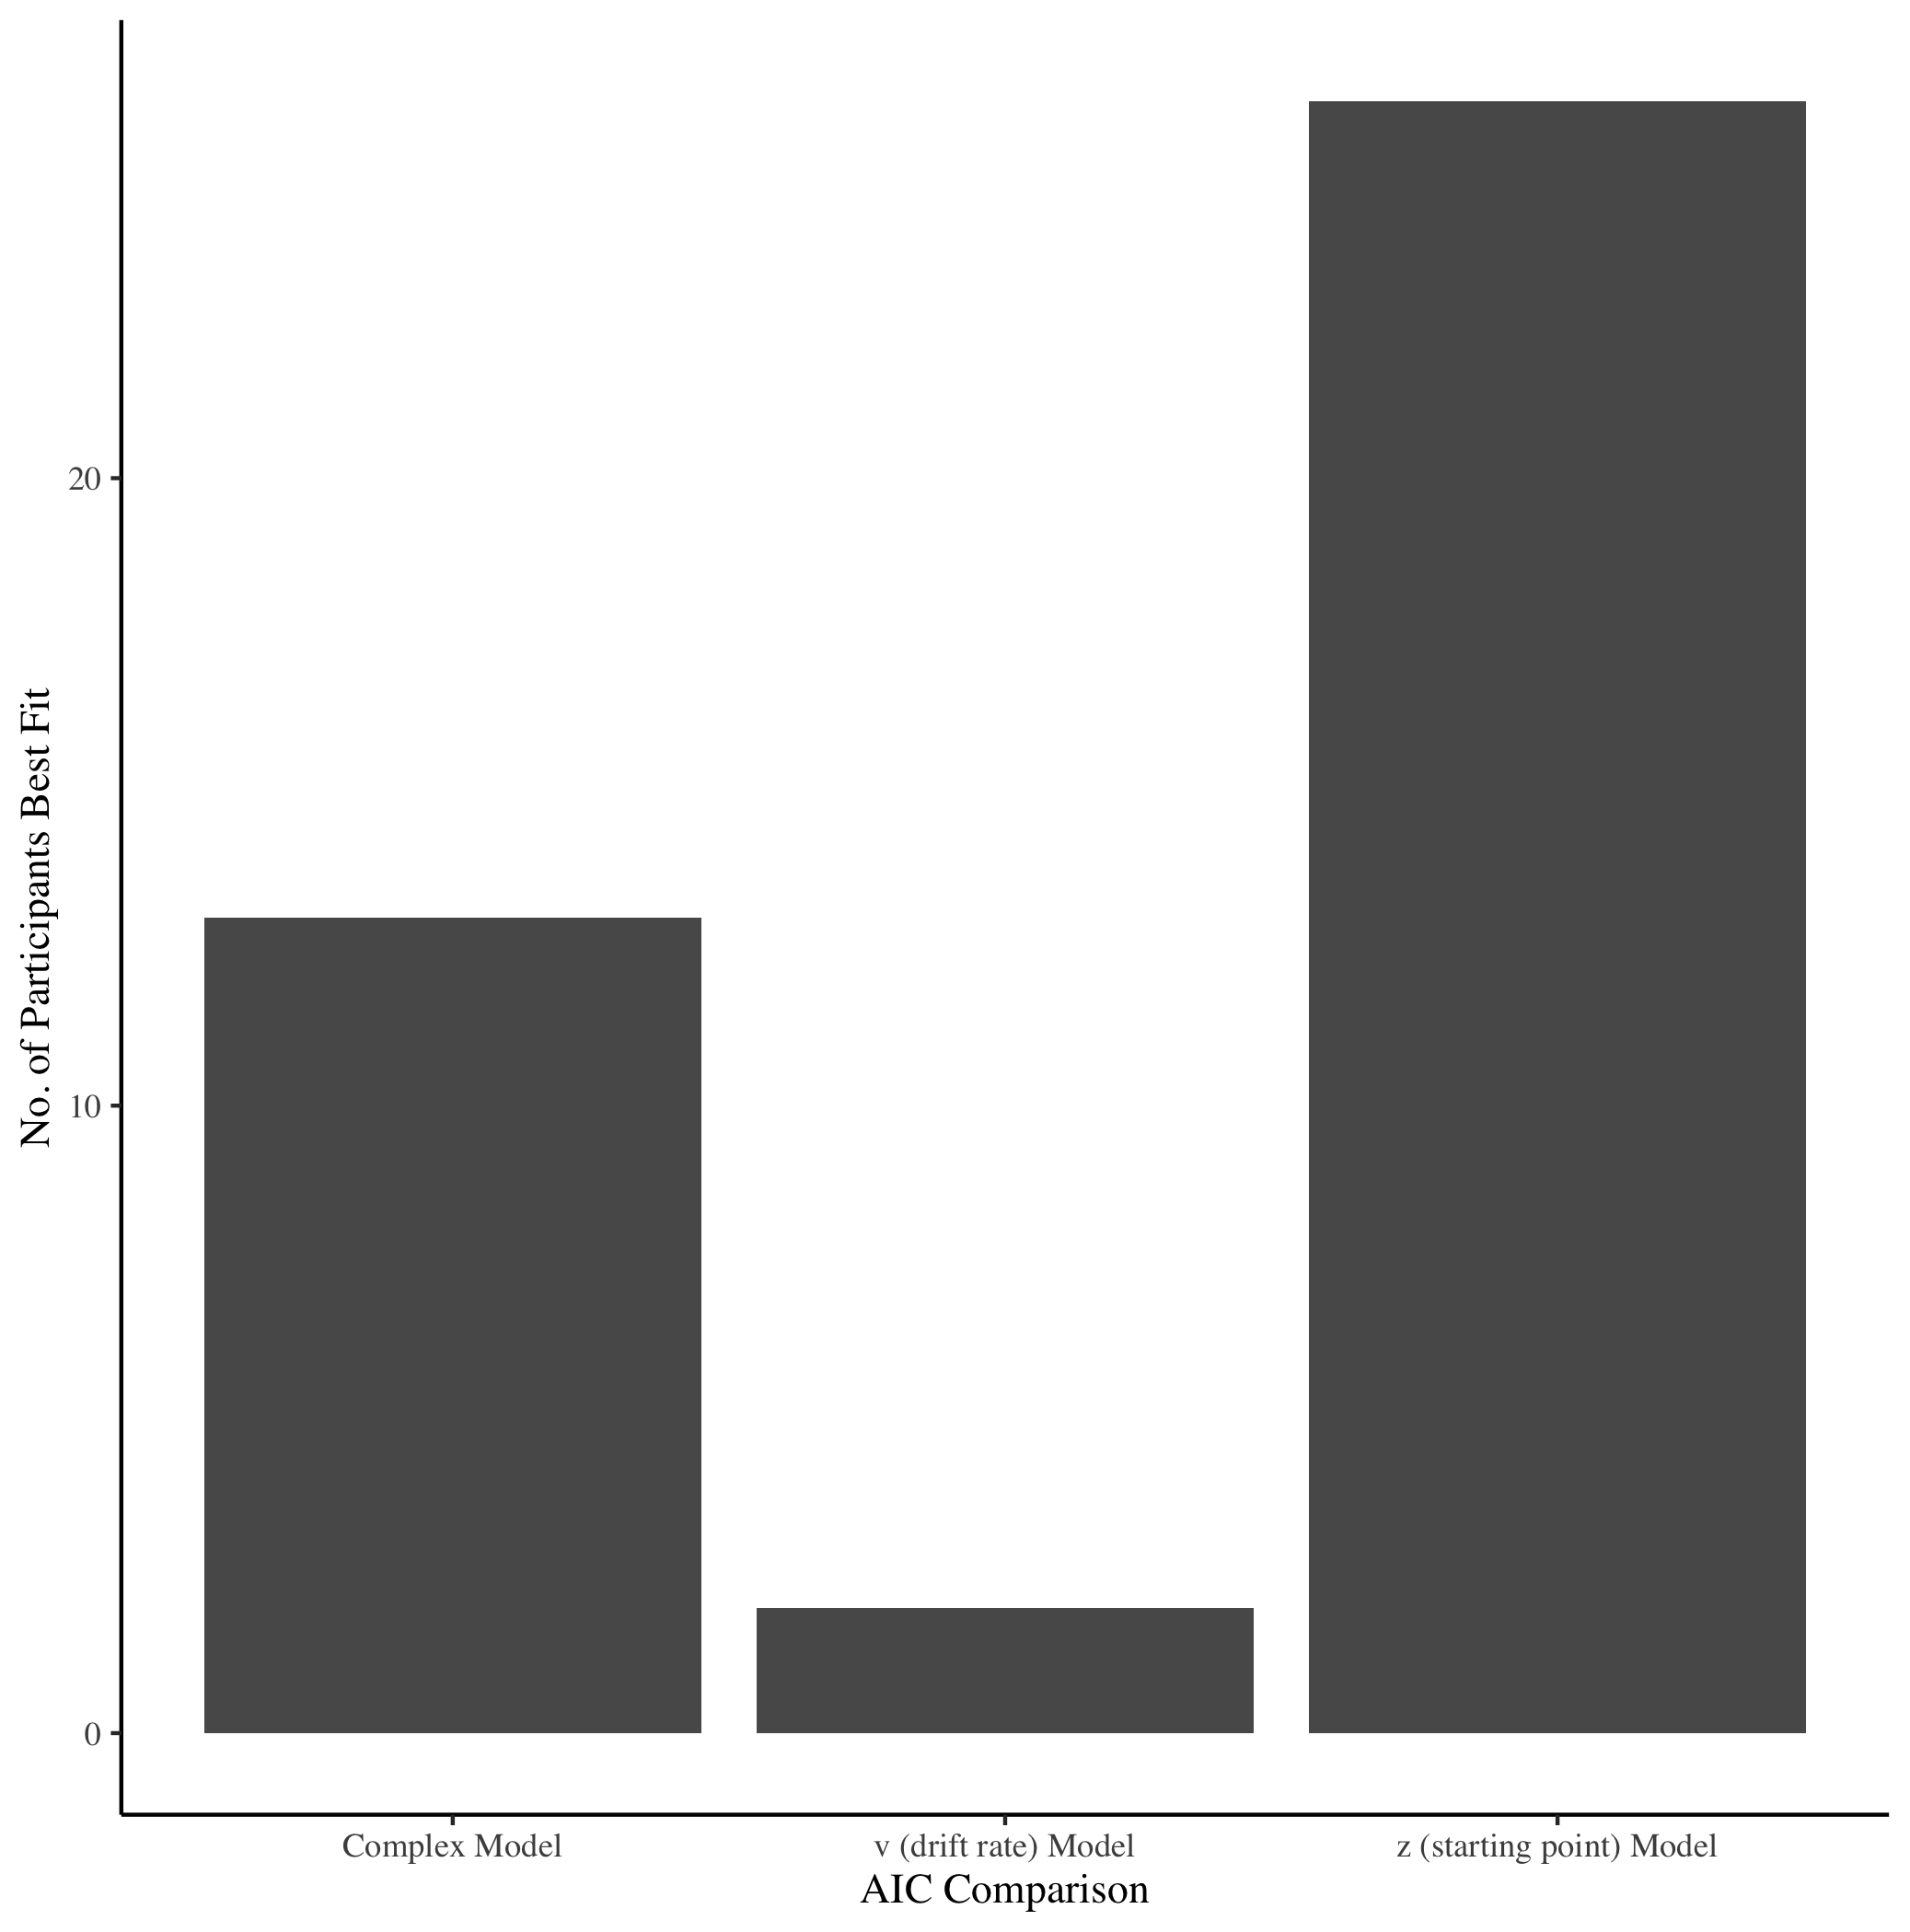 No. of Participants Best Fit
20
10
0
Complex Model
v (drift rate) Model
z (starting point) Model
AIC Comparison